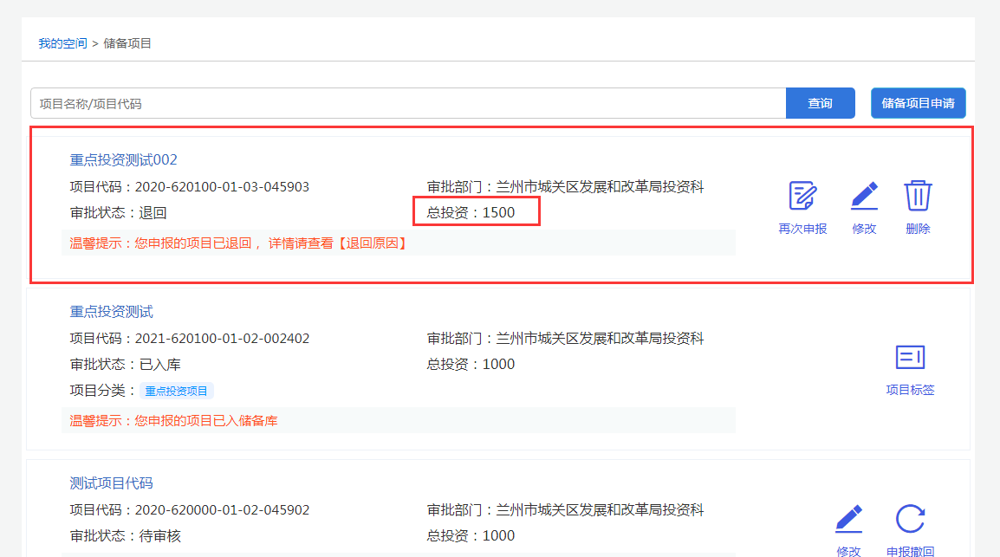 我的空间 > 储备项目
项目名称/项目代码
查询
储备项目申请
重点投资测试002
项目代码：2020-620100-01-03-045903
审批部门：兰州市城关区发展和改革局投资科
审批状态：退回
总投资：1500
温馨提示：您申报的项目已退回，详情请查看【退回原因】
再次申报
修改
删除
重点投资测试
项目代码：2021-620100-01-02-002402
审批部门：兰州市城关区发展和改革局投资科
审批状态：已入库
总投资：1000
项目分类：重点投资项目
温馨提示：您申报的项目已入储备库
项目标签
测试项目代码
项目代码：2020-620000-01-02-045902
审批部门：兰州市城关区发展和改革局投资科
审批状态：待审核
总投资：1000
修改
申报撤回